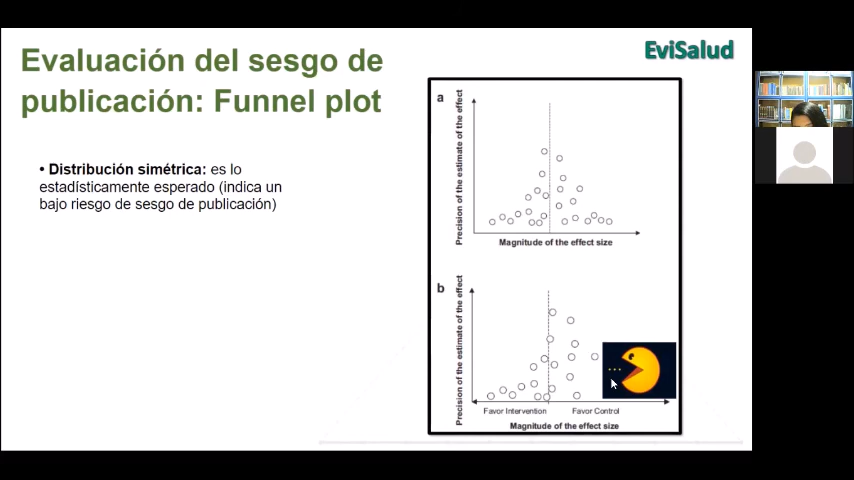 Evaluación del sesgo de
publicación: Funnel plot
EviSalud
• Distribución simétrica: es lo
estadísticamente esperado (indica un
bajo riesgo de sesgo de publicación)
a
Precision of the estimate of the effect
Magnitude of the effect size
b
Precision of the estimate of the effect
Favor Intervention
Favor Control
Magnitude of the effect size